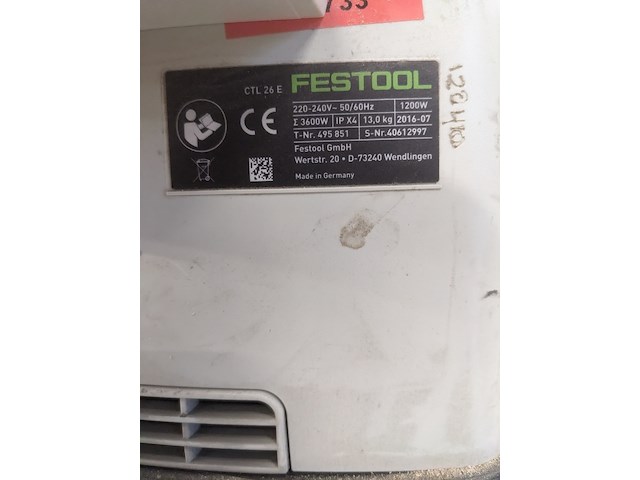 733
CTL 26 E FESTOOL
220-240V~ 50/60Hz 1200W
Σ 3600W IP X4 13,0 kg 2016-07
T-Nr. 495 851 S-Nr.40612997
Festool GmbH
Wertstr. 20 • D-73240 Wendlingen
Made in Germany
CE